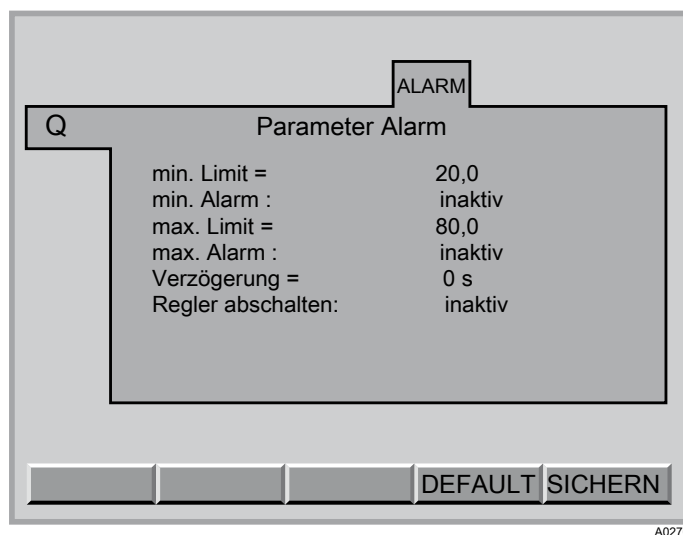 ALARM
Q Parameter Alarm
min. Limit = 20,0
min. Alarm : inaktiv
max. Limit = 80,0
max. Alarm : inaktiv
Verzögerung = 0 s
Regler abschalten: inaktiv
DEFAULT SICHERN
A027